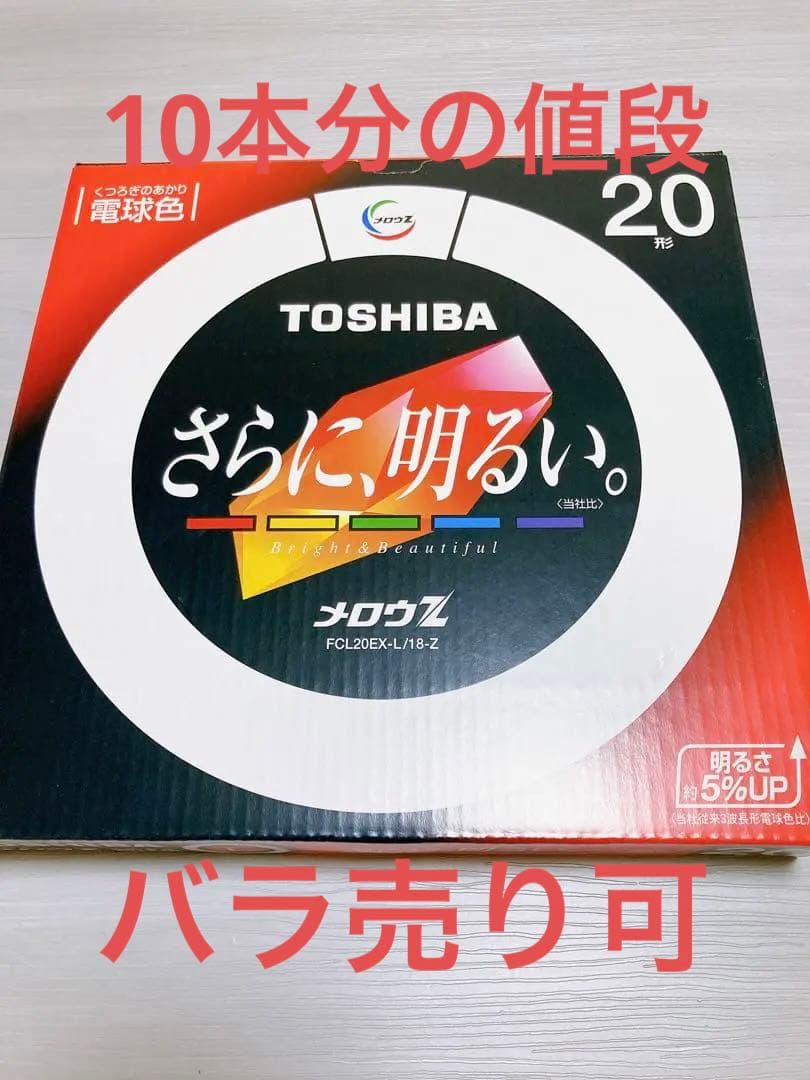 10本分の値段
くつろぎのあかり
電球色
メロウZ
20
形
TOSHIBA
さらに、明るい。
〈当社比〉
Bright & Beautiful
メロウZ
FCL20EX-L/18-Z
明るさ
約5%UP
〈当社従来3波長形電球色比〉
バラ売り可